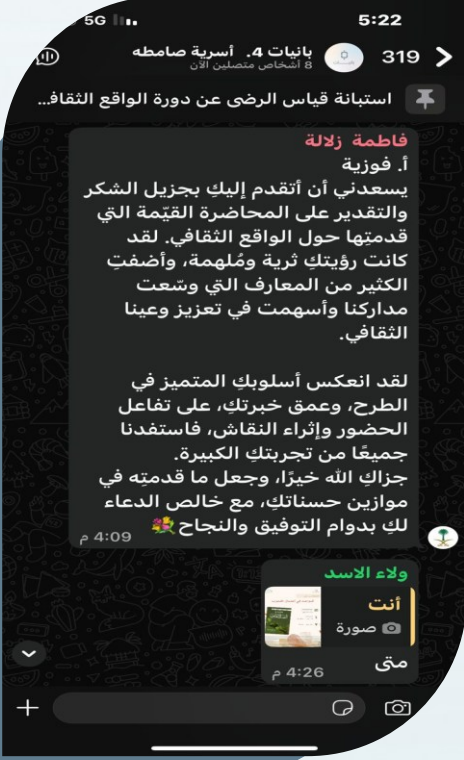 5G
5:22
319
بانيات 4. أسرية صامطه
8 أشخاص متصلين الآن
استبانة قياس الرضى عن دورة الواقع الثقاف...
فاطمة زلالة
أ. فوزية
يسعدني أن أتقدم إليكِ بجزيل الشكر
والتقدير على المحاضرة القيّمة التي
قدمتِها حول الواقع الثقافي. لقد
كانت رؤيتكِ ثرية ومُلهمة، وأضفتِ
الكثير من المعارف التي وسّعت
مداركنا وأسهمت في تعزيز وعينا
الثقافي.
لقد انعكس أسلوبكِ المتميز في
الطرح، وعمق خبرتكِ، على تفاعل
الحضور وإثراء النقاش، فاستفدنا
جميعًا من تجربتكِ الكبيرة.
جزاكِ الله خيرًا، وجعل ما قدمتِه في
موازين حسناتكِ، مع خالص الدعاء
لكِ بدوام التوفيق والنجاح💐
4:09 م
ولاء الاسد
أنت
صورة
متى
4:26 م